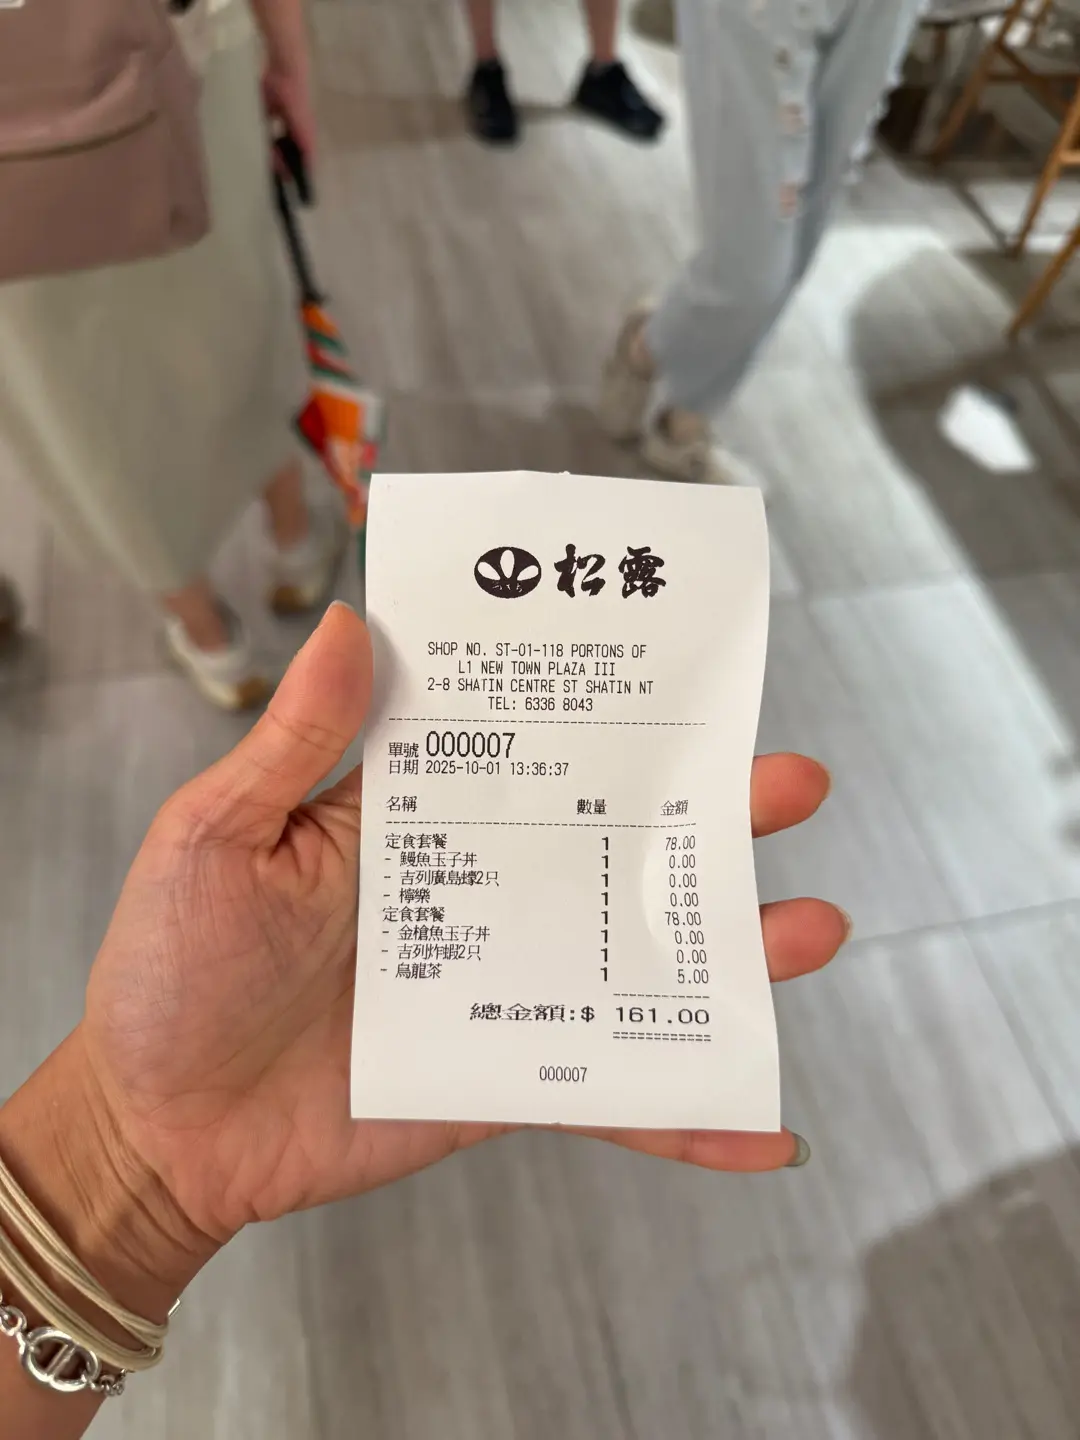 松露
SHOP NO. ST-01-118 PORTONS OF
L1 NEW TOWN PLAZA III
2-8 SHATIN CENTRE ST SHATIN NT
TEL: 6336 8043
單號 000007
日期 2025-10-01 13:36:37
名稱 數量 金額
定食套餐 1 78.00
- 鰻魚玉子丼 1 0.00
- 吉列廣島蠔2只 1 0.00
- 檸樂 1 0.00
定食套餐 1 78.00
- 金槍魚玉子丼 1 0.00
- 吉列炸蝦2只 1 0.00
- 烏龍茶 1 5.00
總金額:$ 161.00
000007